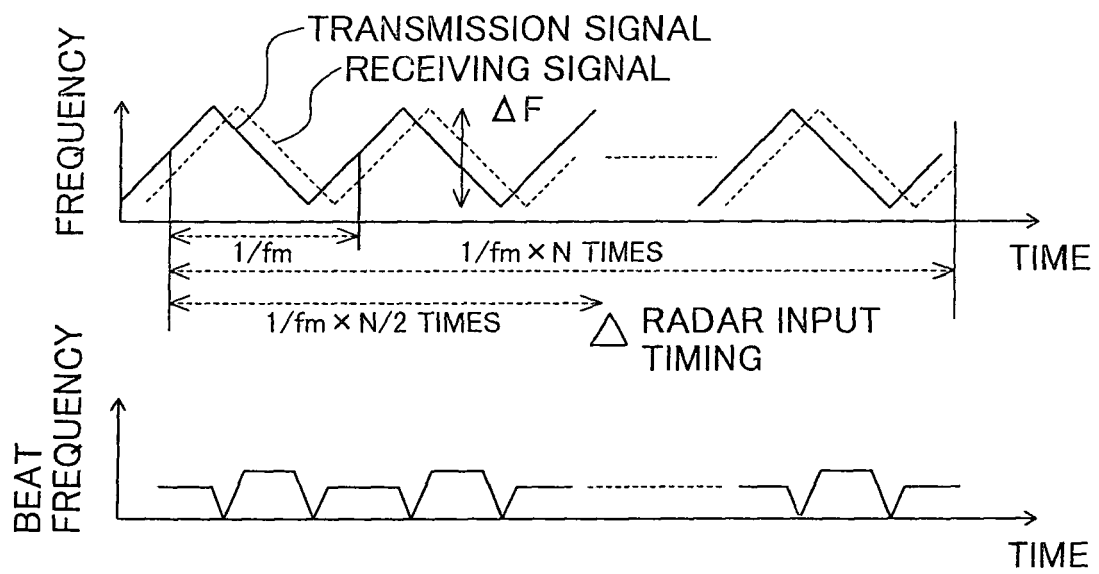 TRANSMISSION SIGNAL
RECEIVING SIGNAL
ΔF
FREQUENCY
1/fm
1/fm × N TIMES
TIME
1/fm × N/2 TIMES
△ RADAR INPUT
TIMING
BEAT
FREQUENCY
TIME